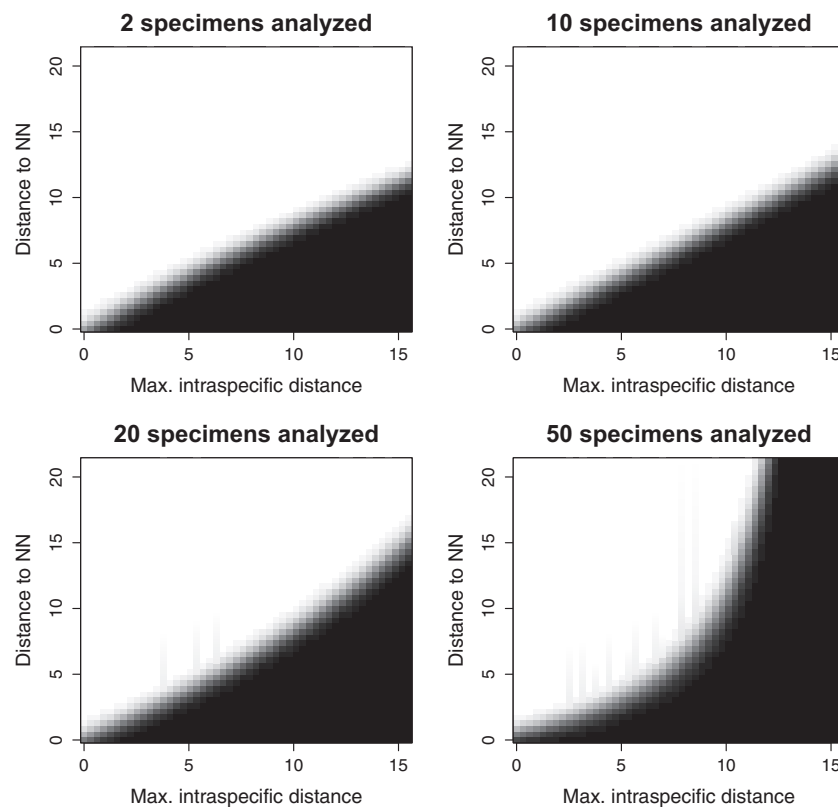 2 specimens analyzed
10 specimens analyzed
Distance to NN
0 5 10 15 20
0 5 10 15
Max. intraspecific distance
Distance to NN
0 5 10 15 20
0 5 10 15
Max. intraspecific distance
20 specimens analyzed
50 specimens analyzed
Distance to NN
0 5 10 15 20
0 5 10 15
Max. intraspecific distance
Distance to NN
0 5 10 15 20
0 5 10 15
Max. intraspecific distance